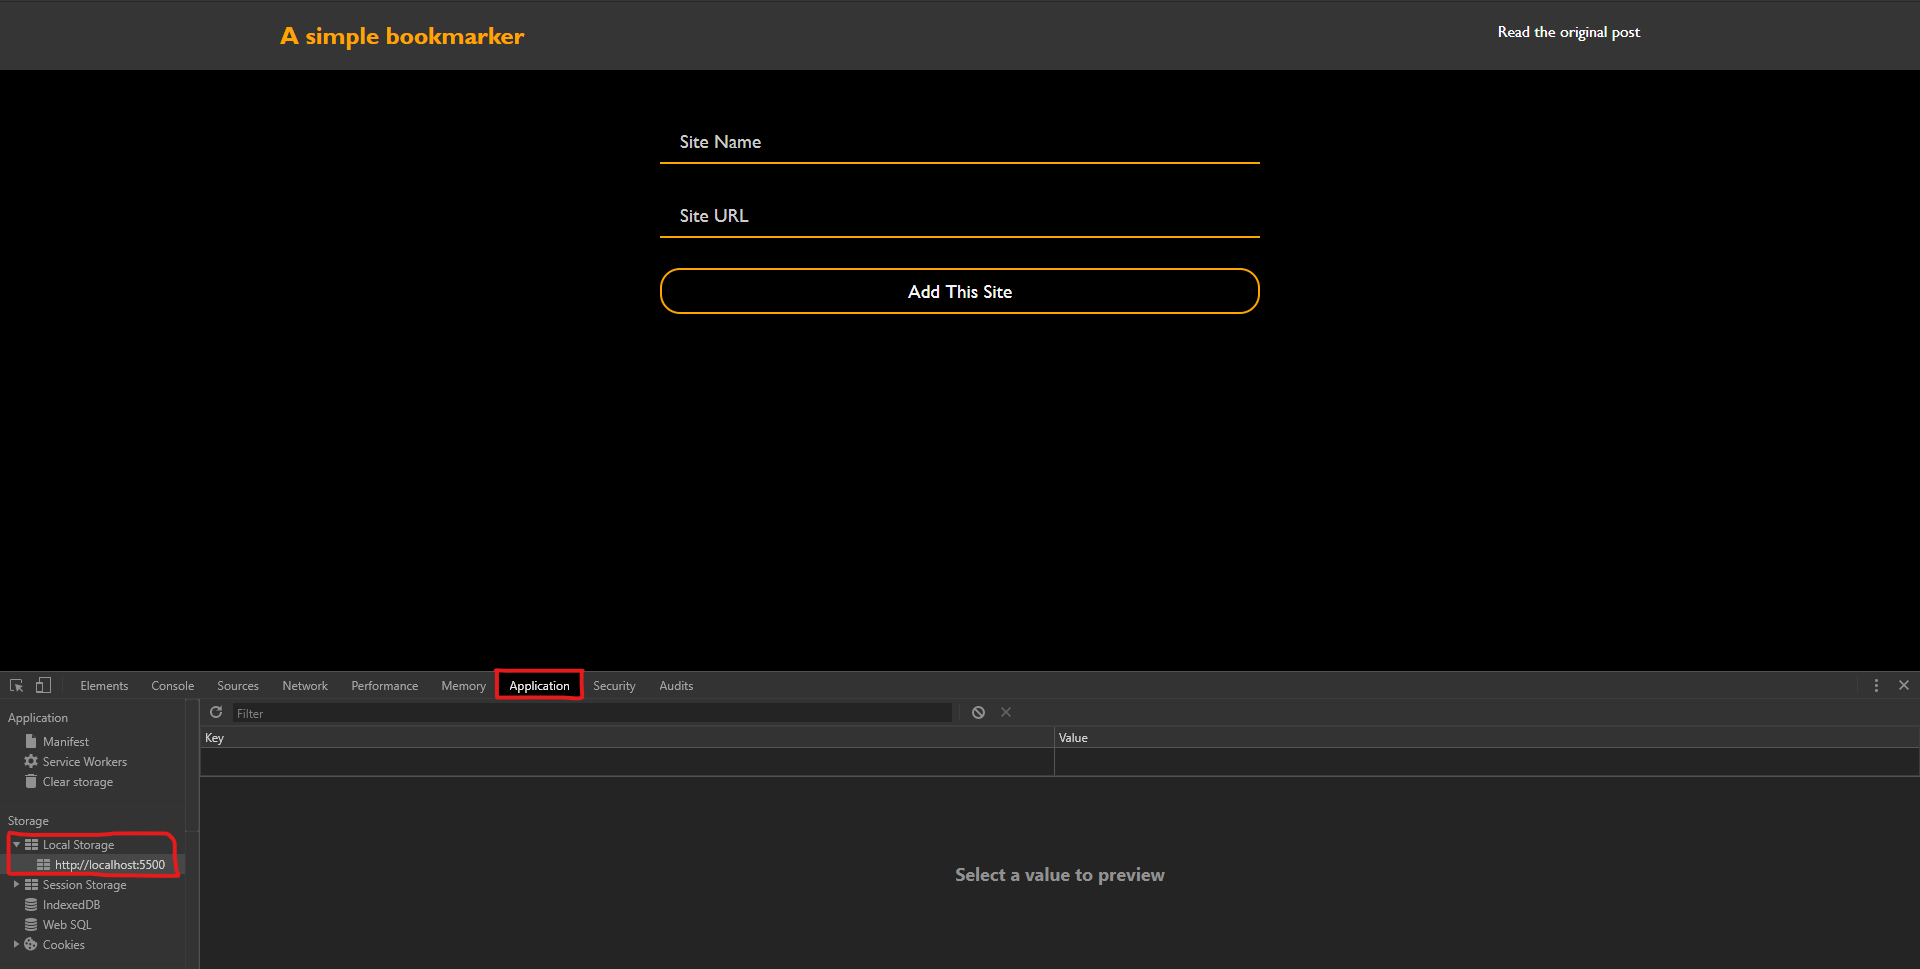 A simple bookmarker
Read the original post
Site Name
Site URL
Add This Site
Elements Console Sources Network Performance Memory Application Security Audits
Application
Manifest
Service Workers
Clear storage
Storage
Local Storage
http://localhost:5500
Session Storage
IndexedDB
Web SQL
Cookies
Filter
Key Value
Select a value to preview